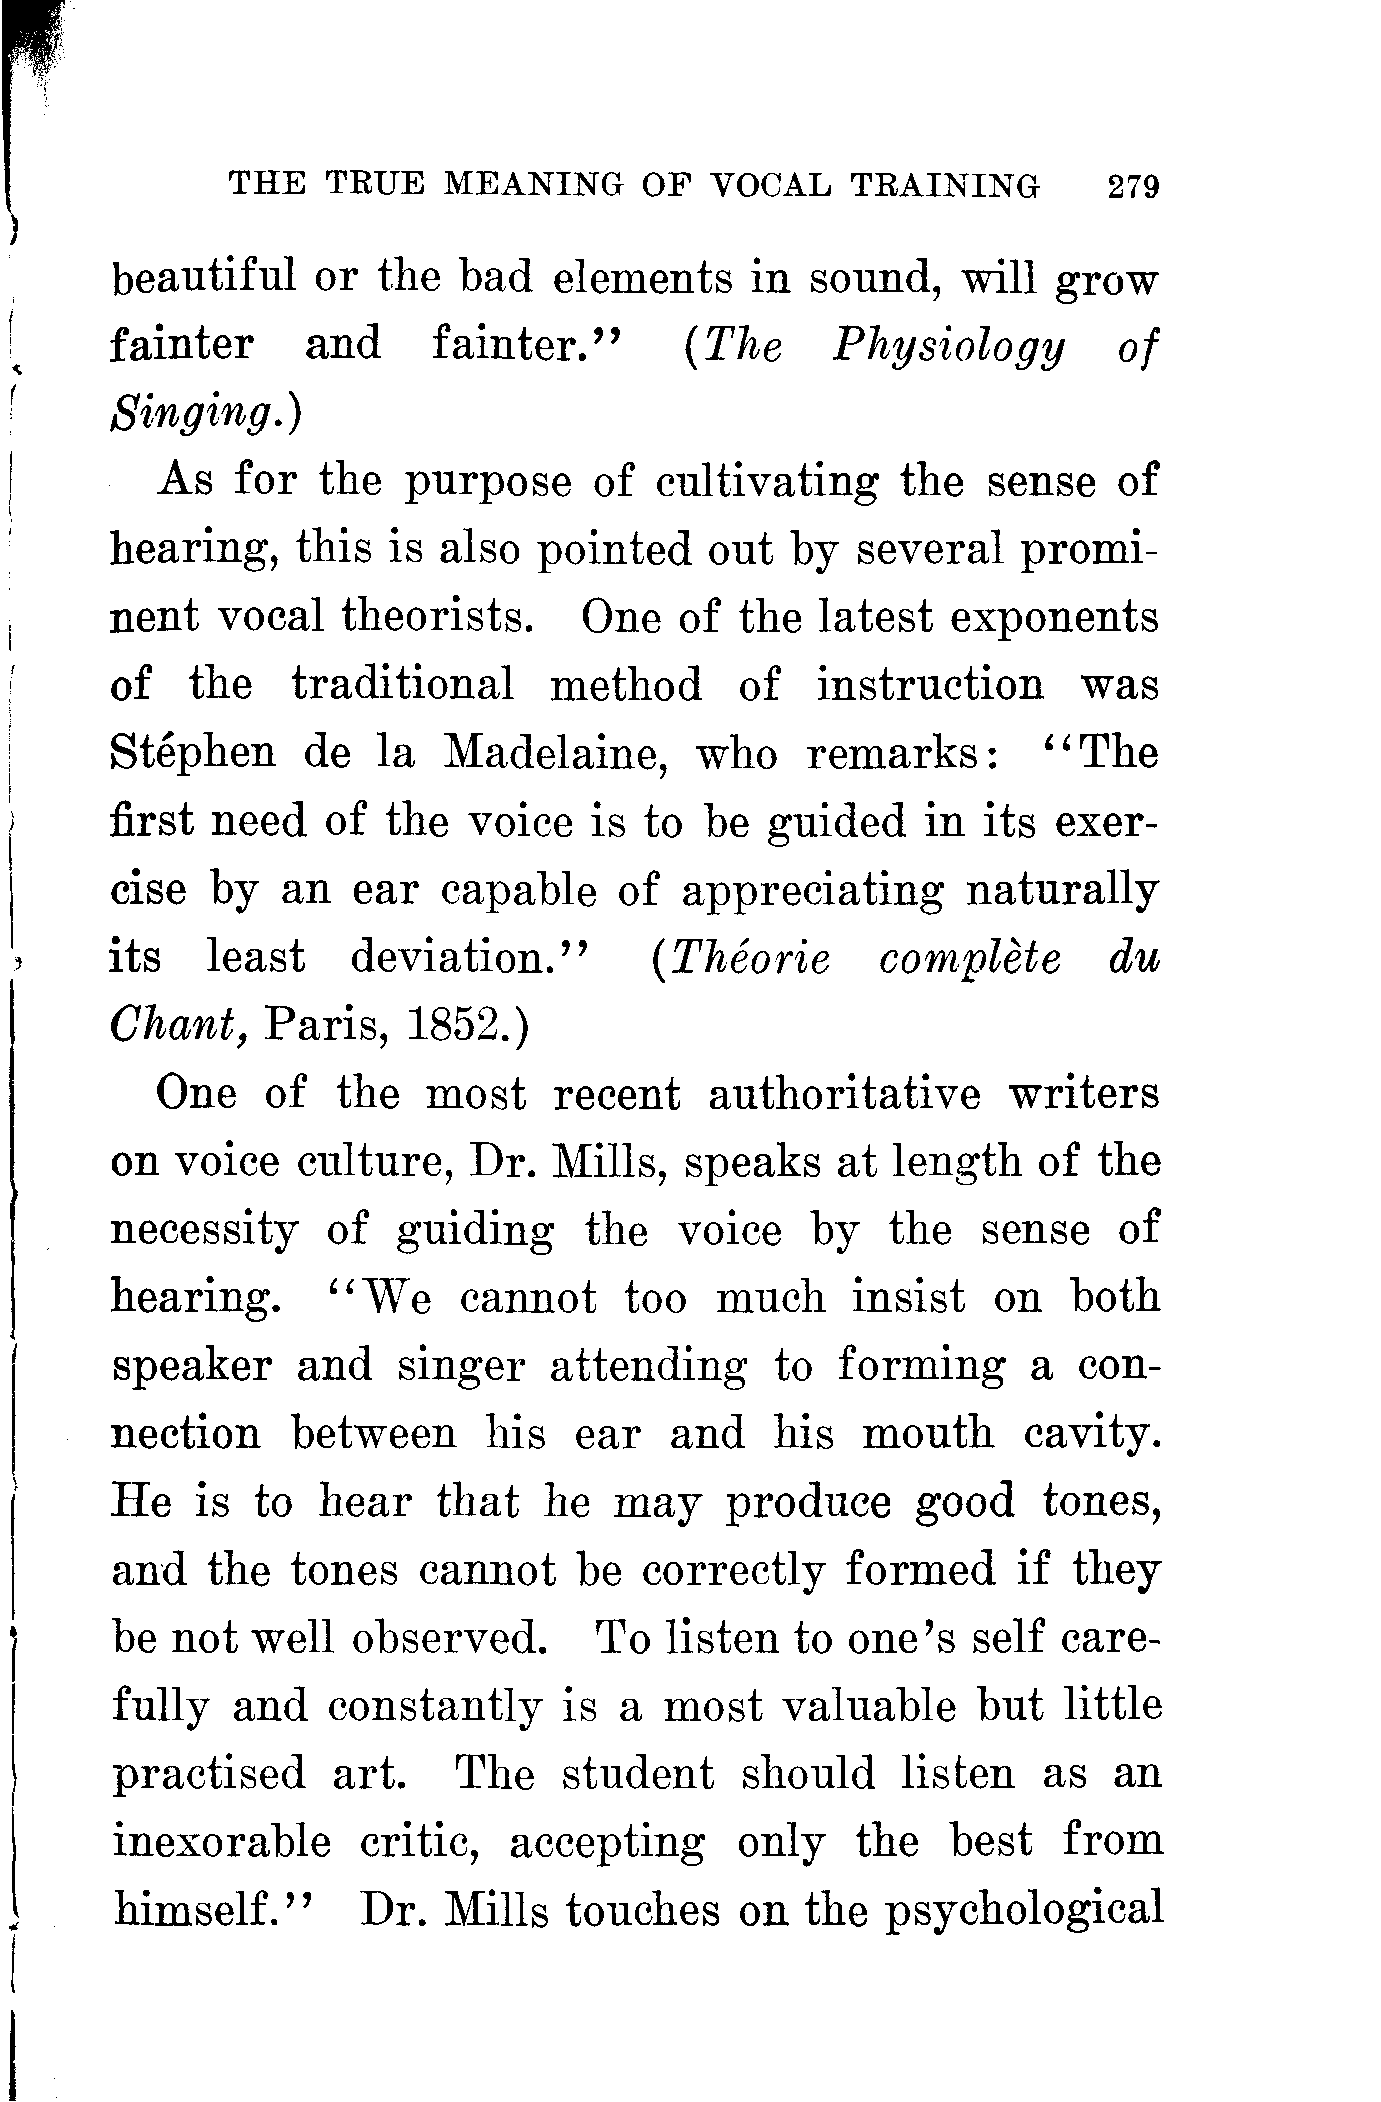 THE TRUE MEANING OF VOCAL TRAINING 279
beautiful or the bad elements in sound, will grow
fainter and fainter." (The Physiology of
Singing.)
As for the purpose of cultivating the sense of
hearing, this is also pointed out by several promi-
nent vocal theorists. One of the latest exponents
of the traditional method of instruction was
Stéphen de la Madelaine, who remarks: "The
first need of the voice is to be guided in its exer-
cise by an ear capable of appreciating naturally
its least deviation." (Théorie complète du
Chant, Paris, 1852.)
One of the most recent authoritative writers
on voice culture, Dr. Mills, speaks at length of the
necessity of guiding the voice by the sense of
hearing. "We cannot too much insist on both
speaker and singer attending to forming a con-
nection between his ear and his mouth cavity.
He is to hear that he may produce good tones,
and the tones cannot be correctly formed if they
be not well observed. To listen to one's self care-
fully and constantly is a most valuable but little
practised art. The student should listen as an
inexorable critic, accepting only the best from
himself." Dr. Mills touches on the psychological